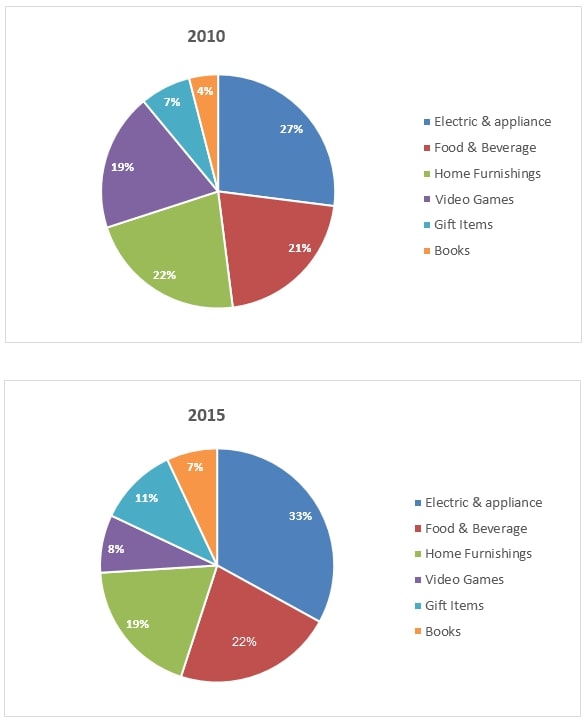 2010
4%
7%
27%
19%
21%
22%
Electric & appliance
Food & Beverage
Home Furnishings
Video Games
Gift Items
Books
2015
7%
11%
33%
8%
19%
22%
Electric & appliance
Food & Beverage
Home Furnishings
Video Games
Gift Items
Books